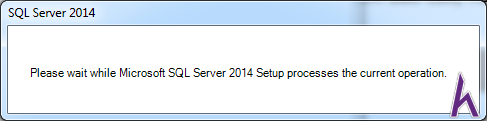 SQL Server 2014
Please wait while Microsoft SQL Server 2014 Setup processes the current operation.